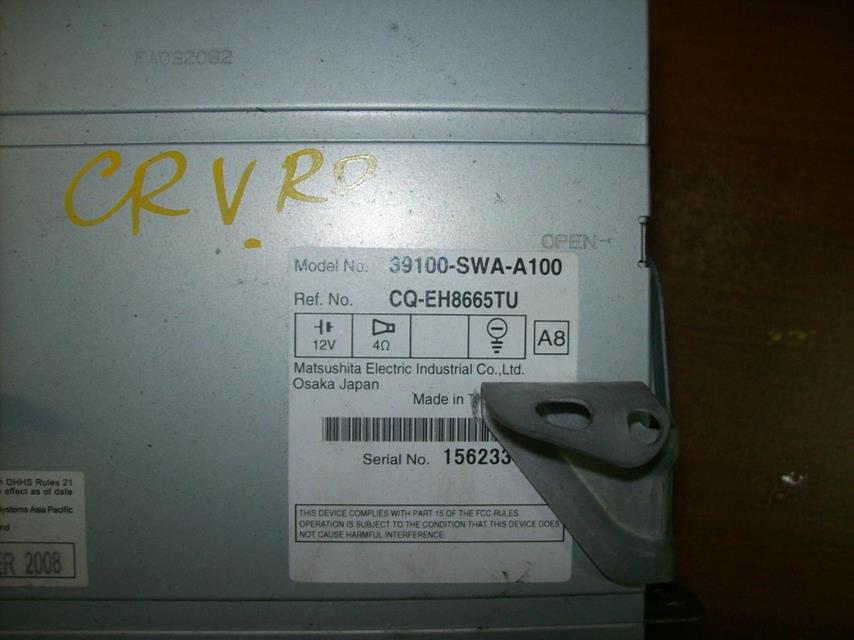 FA032082
CRV. RD
OPEN
Model No. 39100-SWA-A100
Ref. No. CQ-EH8665TU
12V 4Ω A8
Matsushita Electric Industrial Co.,Ltd.
Osaka Japan
Made in
Serial No. 156233
THIS DEVICE COMPLIES WITH PART 15 OF THE FCC RULES.
OPERATION IS SUBJECT TO THE CONDITION THAT THIS DEVICE DOES
NOT CAUSE HARMFUL INTERFERENCE.
DHHS Rules 21
effect as of date
Systems Asia Pacific
ER 2008